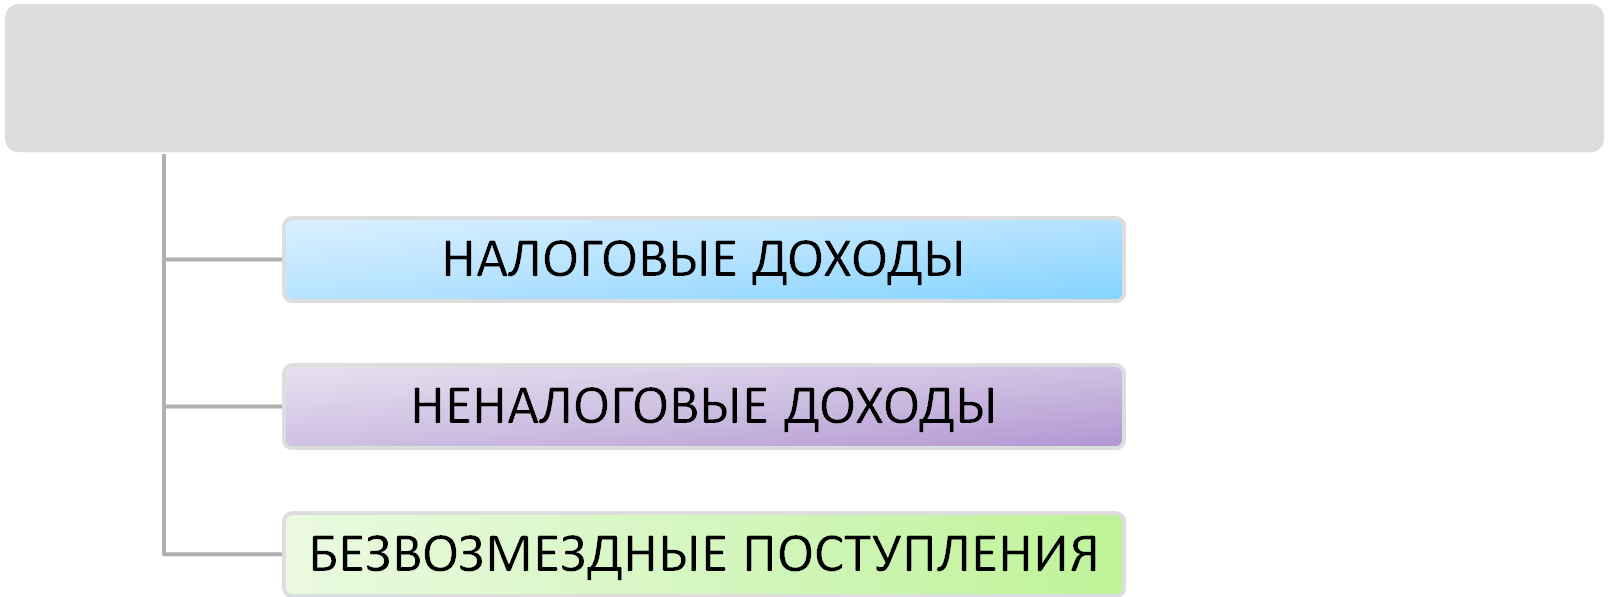 НАЛОГОВЫЕ ДОХОДЫ
НЕНАЛОГОВЫЕ ДОХОДЫ
БЕЗВОЗМЕЗДНЫЕ ПОСТУПЛЕНИЯ